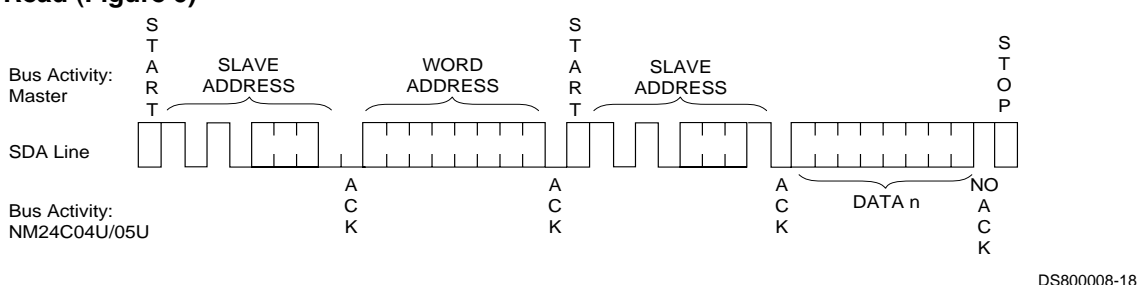 Read (Figure
START
START
STOP
SLAVE
ADDRESS
WORD
ADDRESS
SLAVE
ADDRESS
Bus Activity:
Master
SDA Line
Bus Activity:
NM24C04U/05U
ACK
ACK
ACK
DATA n
NO
ACK
DS800008-18